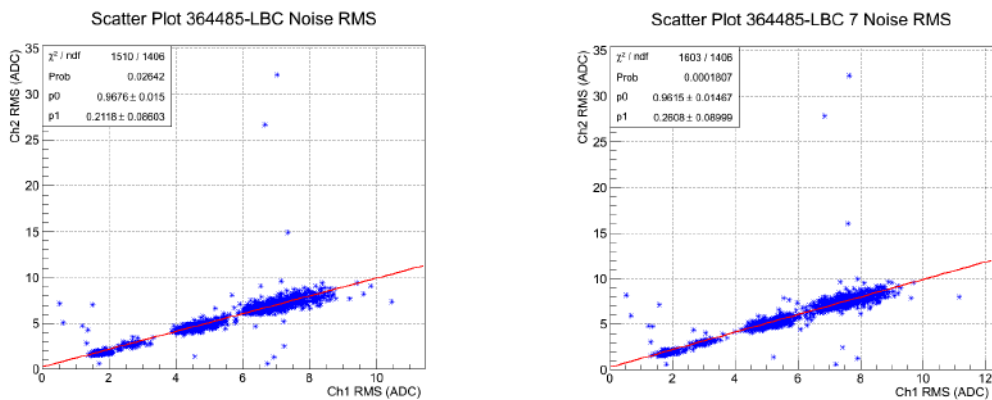 Scatter Plot 364485-LBC Noise RMS
Ch2 RMS (ADC)
35
30
25
20
15
10
5
0
χ² / ndf 1510 / 1406
Prob 0.02642
p0 0.9676 ± 0.015
p1 0.2118 ± 0.08603
0 2 4 6 8 10
Ch1 RMS (ADC)
Scatter Plot 364485-LBC 7 Noise RMS
Ch2 RMS (ADC)
35
30
25
20
15
10
5
0
χ² / ndf 1603 / 1406
Prob 0.0001807
p0 0.9615 ± 0.01467
p1 0.2608 ± 0.08999
0 2 4 6 8 10 12
Ch1 RMS (ADC)